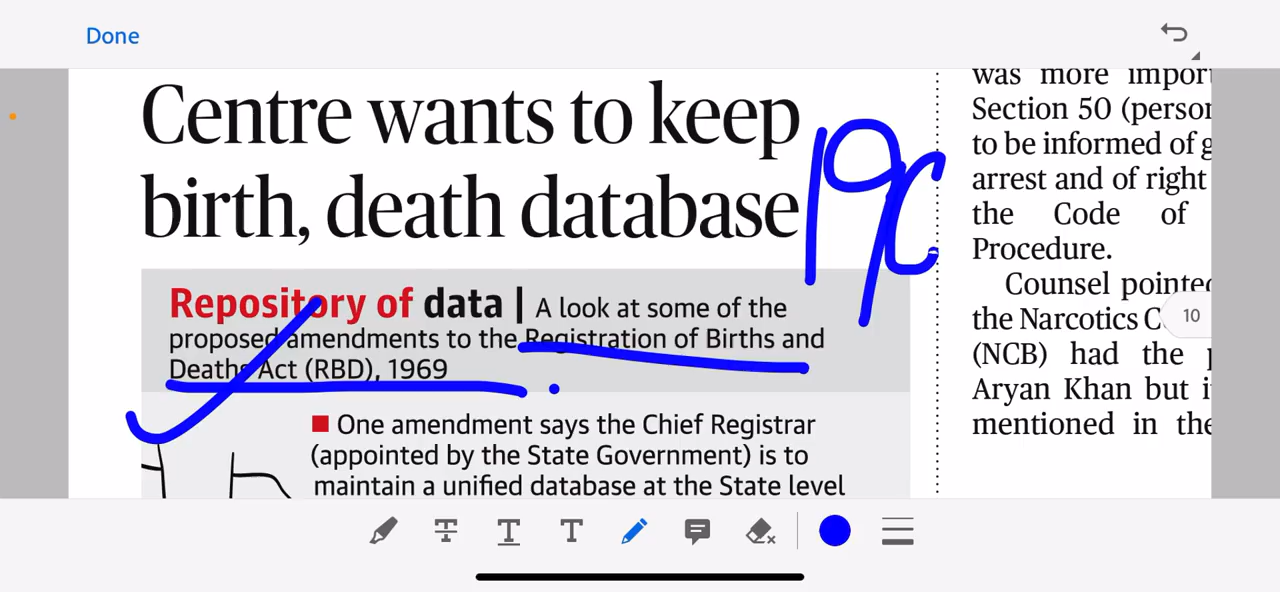 Done
Centre wants to keep
birth, death database
Repository of data | A look at some of the
proposed amendments to the Registration of Births and
Deaths Act (RBD), 1969
■ One amendment says the Chief Registrar
(appointed by the State Government) is to
maintain a unified database at the State level
was more impor
Section 50 (person
to be informed of g
arrest and of right
the Code of
Procedure.
Counsel pointed
the Narcotics C
(NCB) had the p
Aryan Khan but i
mentioned in the
10
T T T